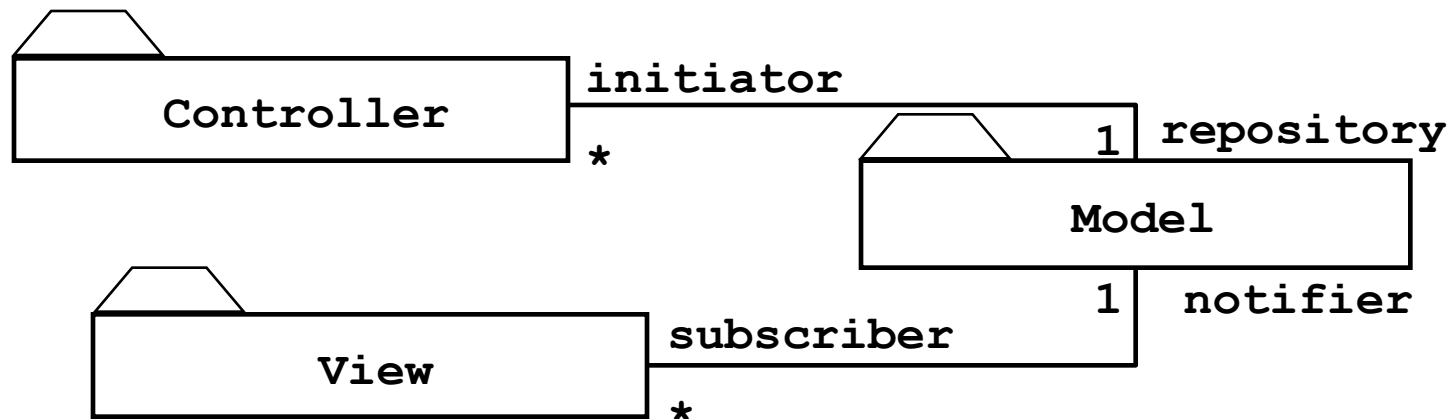 initiator
Controller
*
1 repository
Model
1 notifier
subscriber
View
*